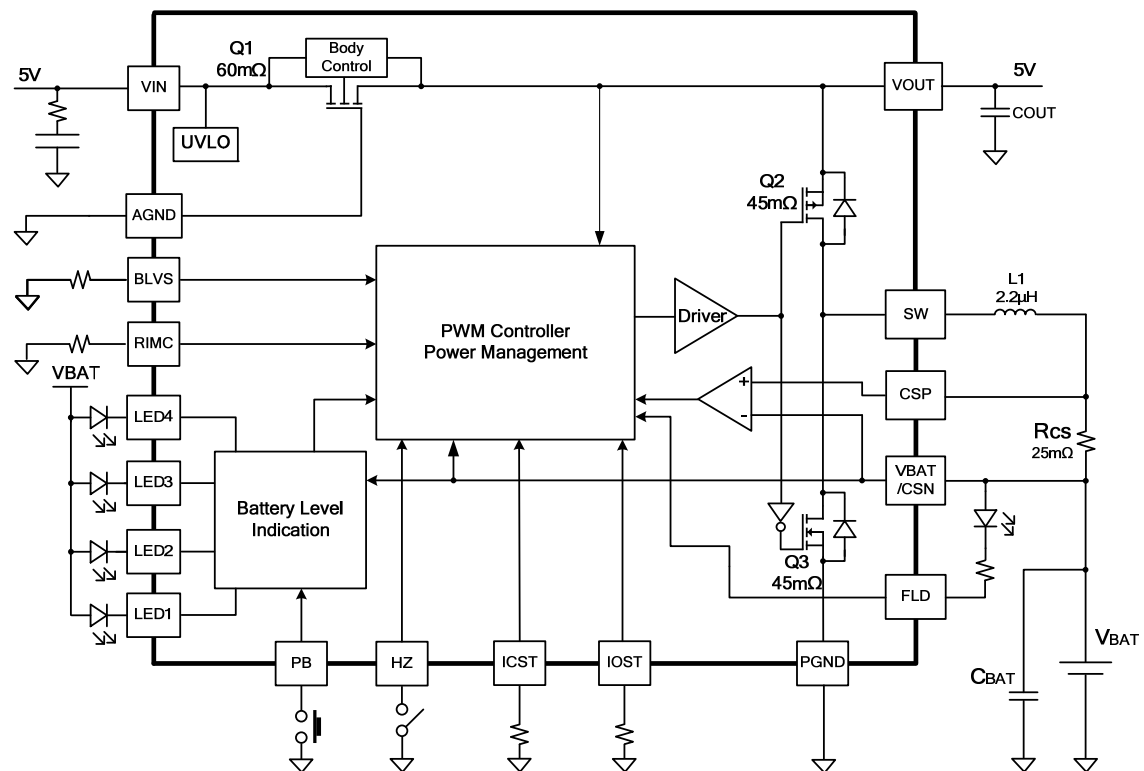 Q1
60mΩ
Body
Control
5V
VIN
VOUT
5V
COUT
UVLO
Q2
45mΩ
AGND
BLVS
L1
2.2µH
SW
Driver
PWM Controller
Power Management
RIMC
VBAT
CSP
+
-
LED4
Rcs
25mΩ
LED3
Battery Level
Indication
VBAT
/CSN
LED2
Q3
45mΩ
FLD
LED1
PB
HZ
ICST
IOST
PGND
VBAT
CBAT